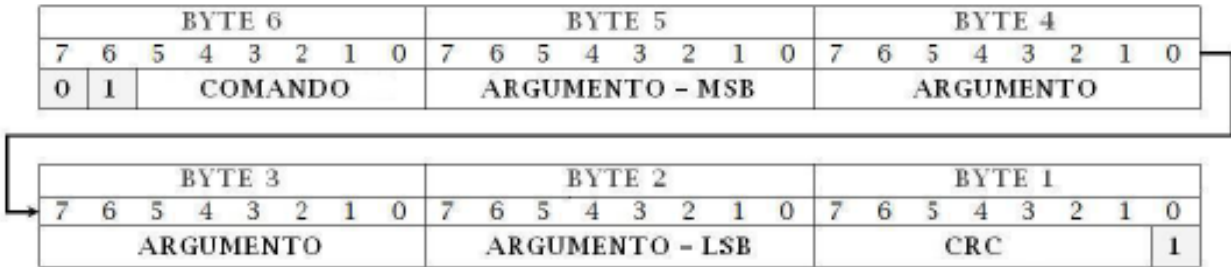 BYTE 6 BYTE 5 BYTE 4
7 6 5 4 3 2 1 0 7 6 5 4 3 2 1 0 7 6 5 4 3 2 1 0
0 1 COMANDO ARGUMENTO – MSB ARGUMENTO
BYTE 3 BYTE 2 BYTE 1
7 6 5 4 3 2 1 0 7 6 5 4 3 2 1 0 7 6 5 4 3 2 1 0
ARGUMENTO ARGUMENTO – LSB CRC 1